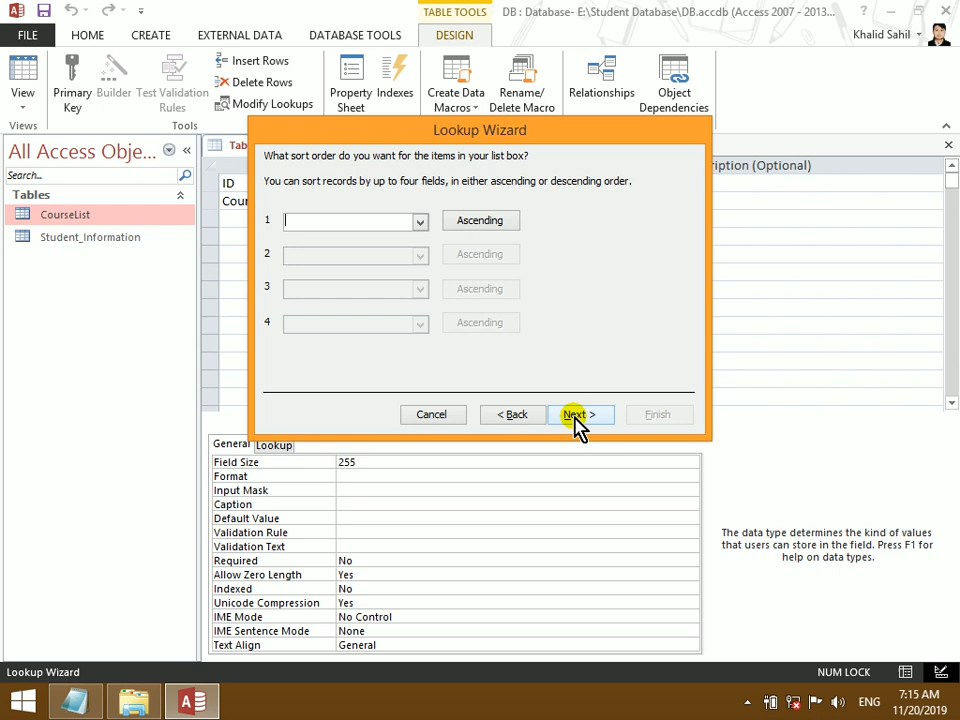 TABLE TOOLS
DB : Database- E:\Student Database\DB.accdb (Access 2007 - 2013...
FILE
HOME
CREATE
EXTERNAL DATA
DATABASE TOOLS
DESIGN
Khalid Sahil
View
Primary Key
Builder
Test Validation Rules
Insert Rows
Delete Rows
Modify Lookups
Property Sheet
Indexes
Create Data Macros
Rename/ Delete Macro
Relationships
Object Dependencies
Views
Tools
Lookup Wizard
All Access Obje...
Search...
Tables
CourseList
Student_Information
Tab
ription (Optional)
ID
Cour
What sort order do you want for the items in your list box?
You can sort records by up to four fields, in either ascending or descending order.
1
Ascending
2
Ascending
3
Ascending
4
Ascending
Cancel
< Back
Next >
Finish
General
Lookup
Field Size 255
Format
Input Mask
Caption
Default Value
Validation Rule
Validation Text
Required No
Allow Zero Length Yes
Indexed No
Unicode Compression Yes
IME Mode No Control
IME Sentence Mode None
Text Align General
The data type determines the kind of values
that users can store in the field. Press F1 for
help on data types.
Lookup Wizard
NUM LOCK
ENG
7:15 AM
11/20/2019